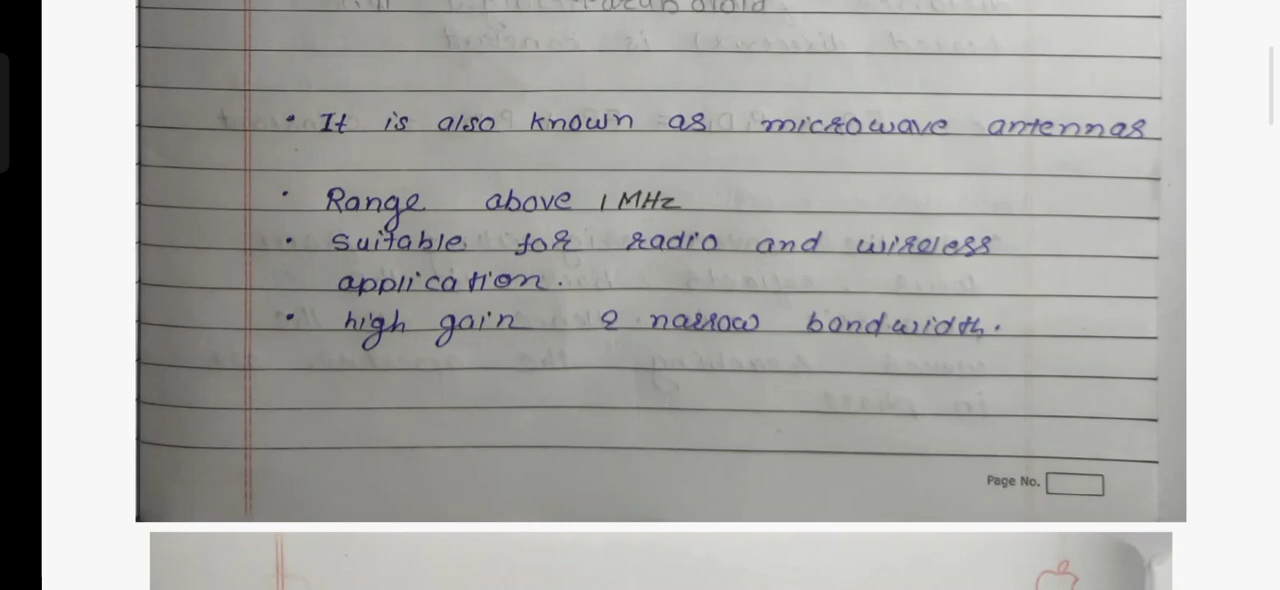 • It is also known as microwave antennas
• Range above 1 MHz
• suitable for radio and wireless
application.
• high gain & narrow bandwidth.
Page No.